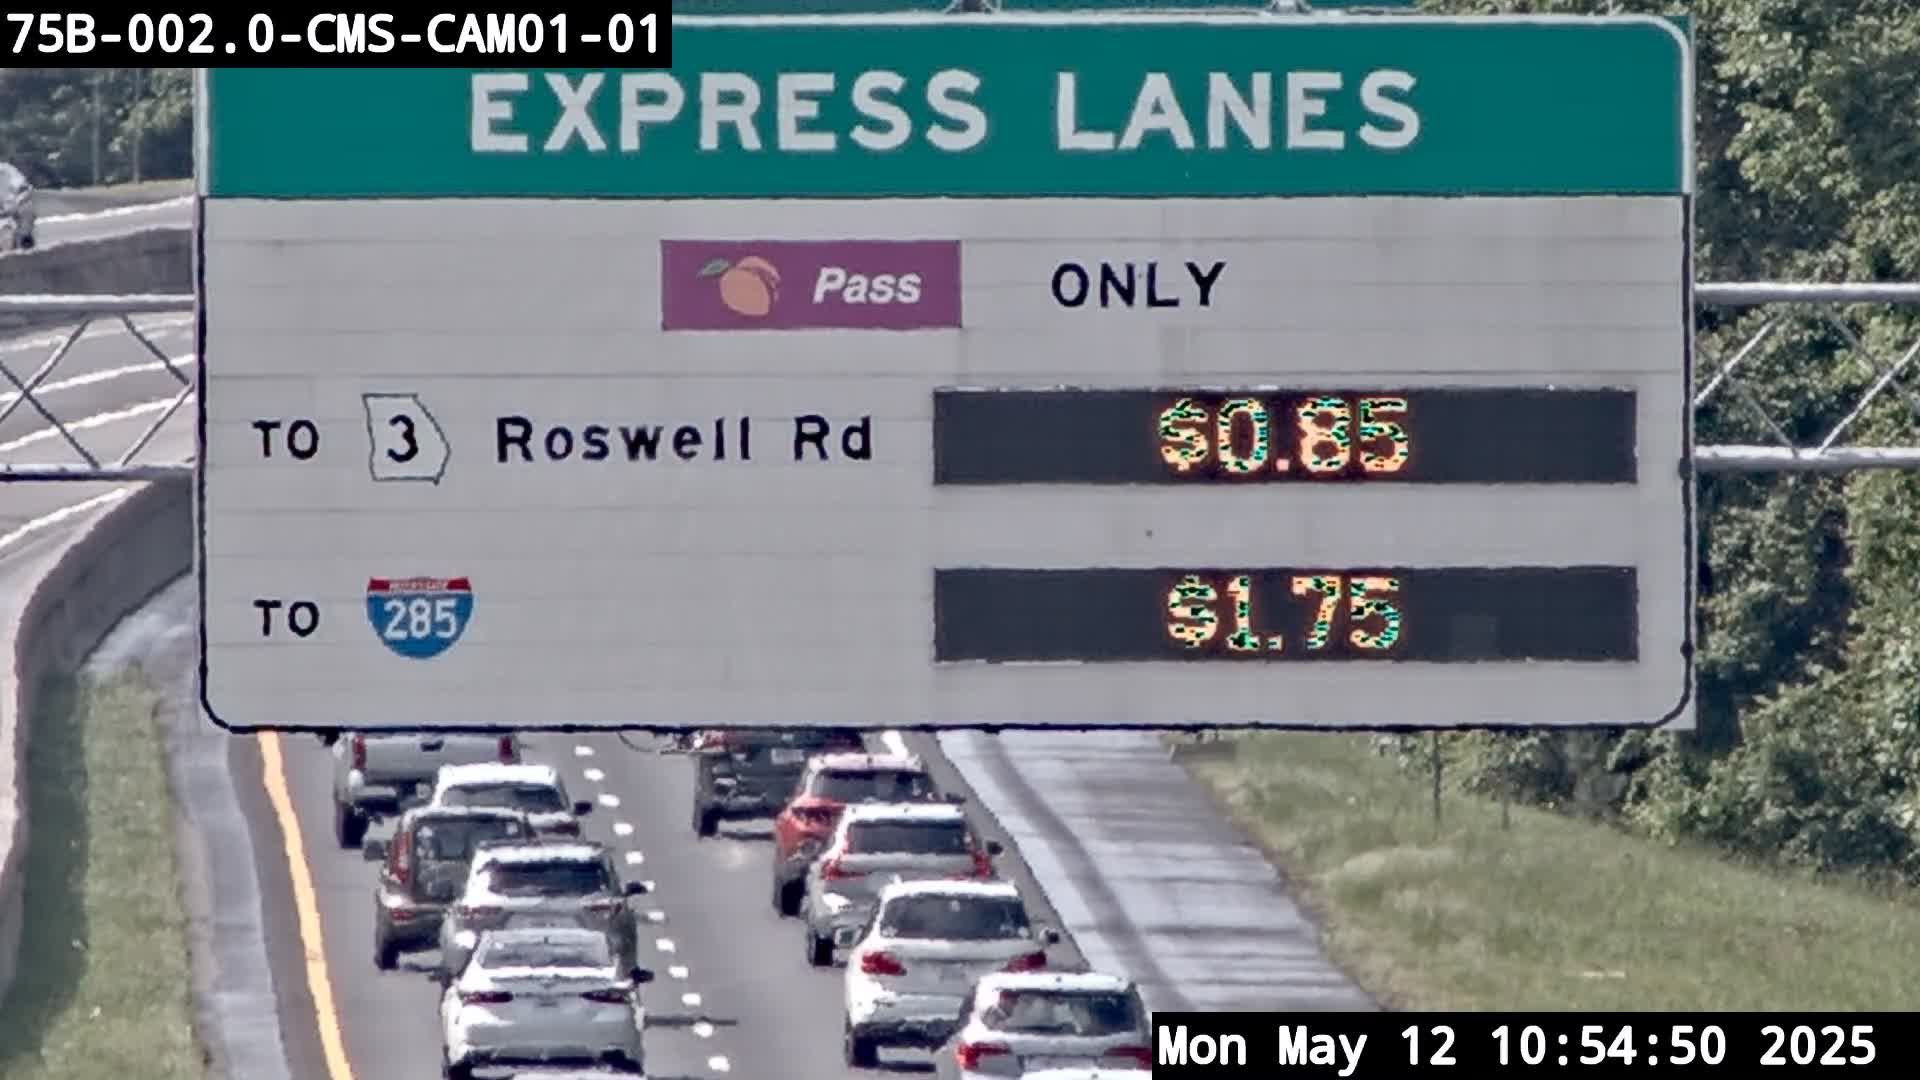 75B-002.0-CMS-CAM01-01
EXPRESS LANES
Pass ONLY
TO 3 Roswell Rd $0.85
TO INTERSTATE 285 $1.75
Mon May 12 10:54:50 2025